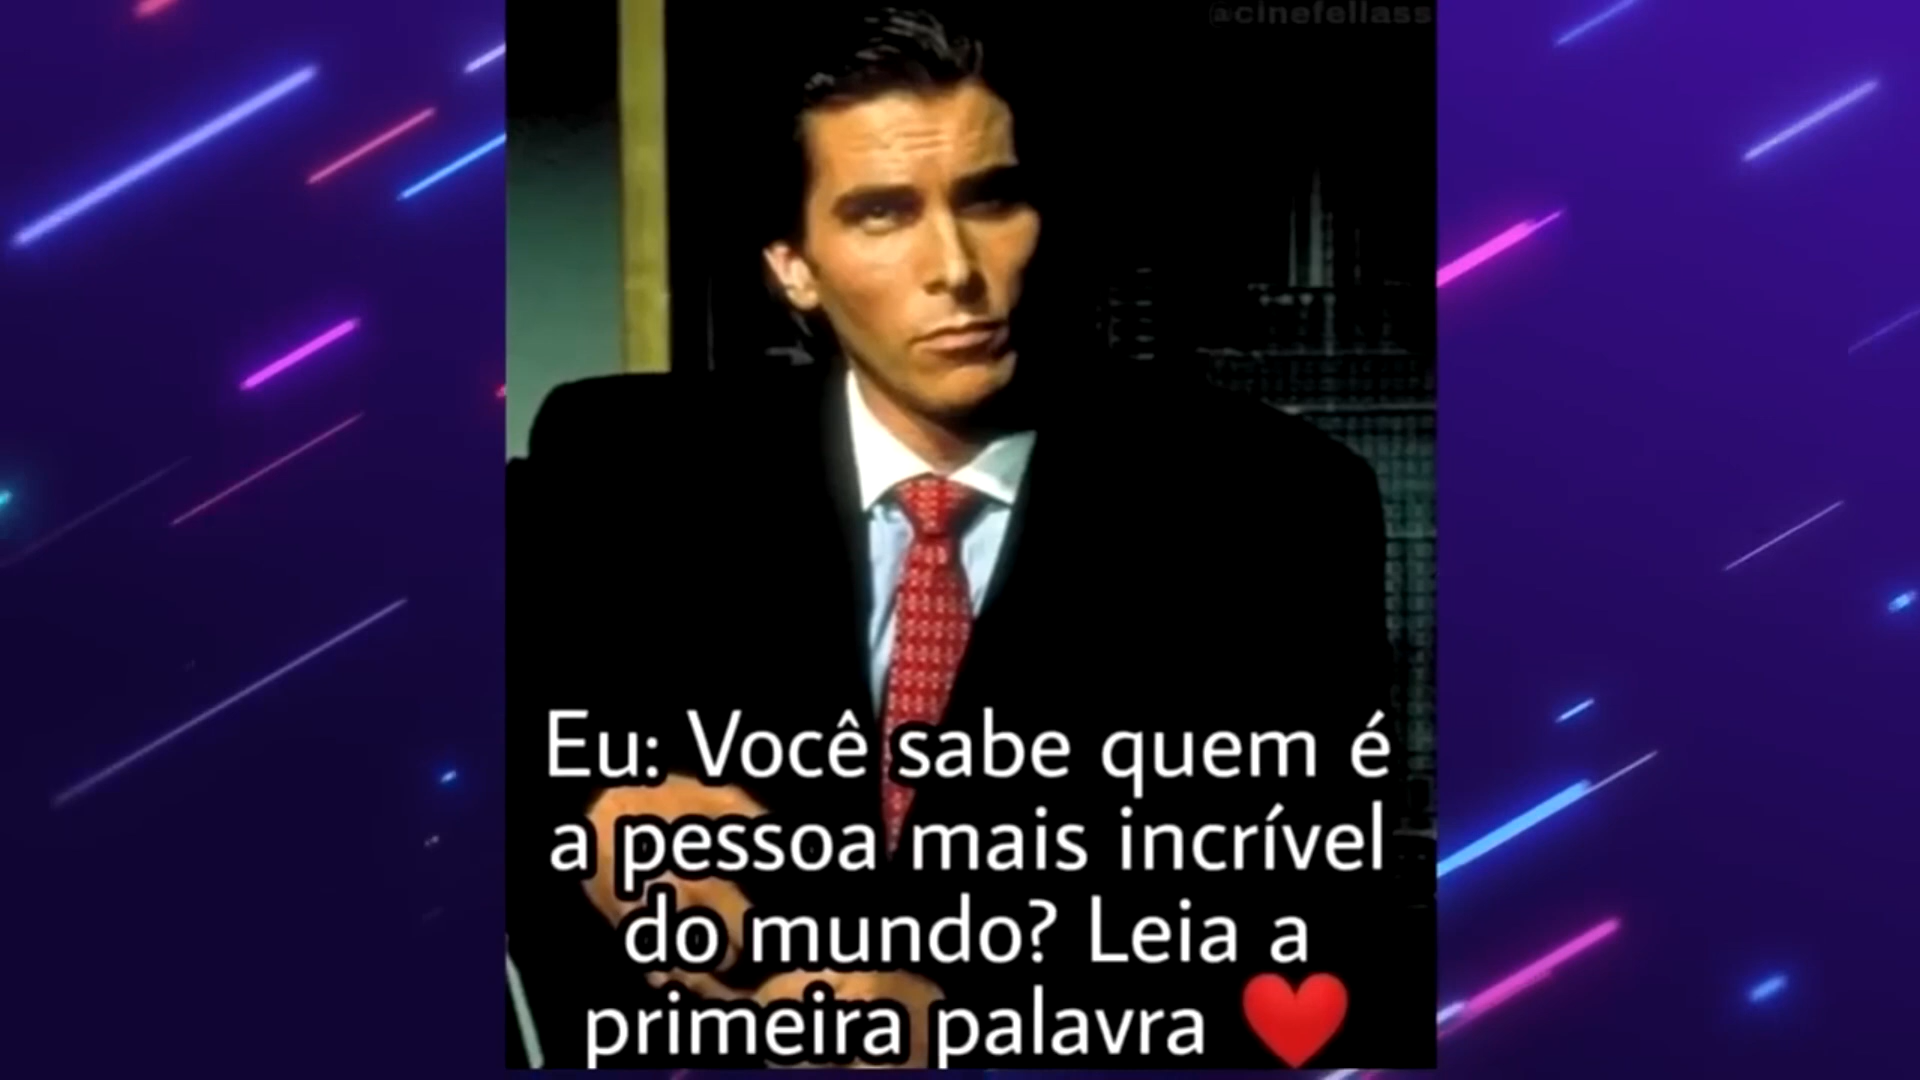 @cinefellass
Eu: Você sabe quem é
a pessoa mais incrível
do mundo? Leia a
primeira palavra ❤️